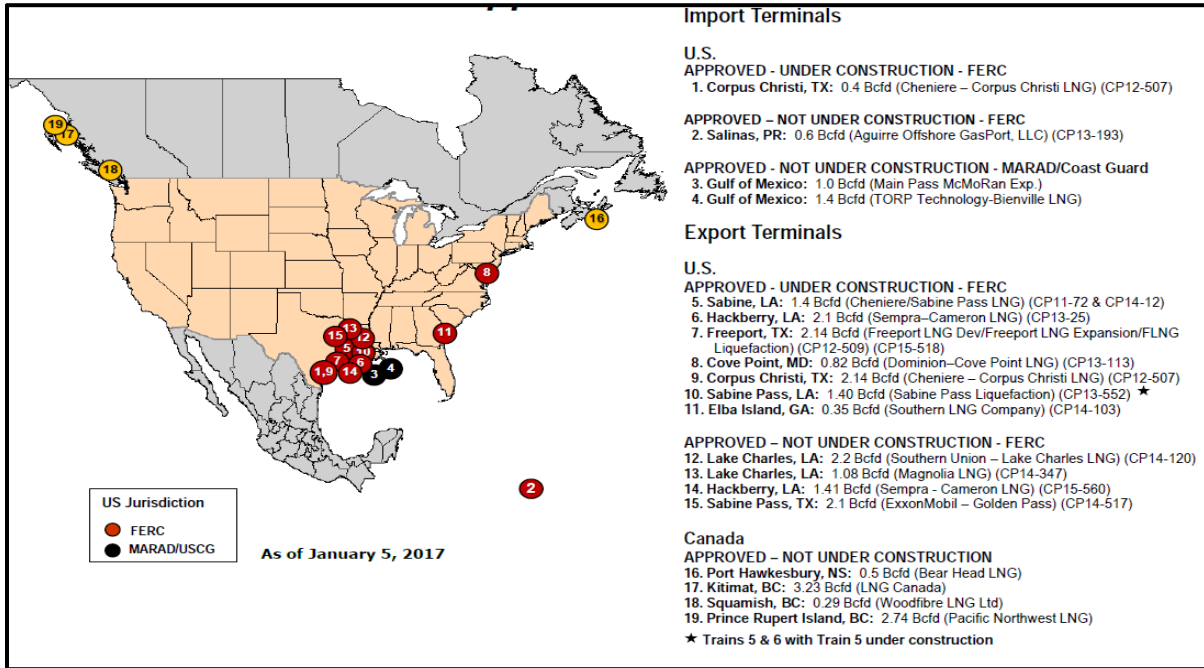 Import Terminals
U.S.
APPROVED - UNDER CONSTRUCTION - FERC
1. Corpus Christi, TX: 0.4 Bcfd (Cheniere – Corpus Christi LNG) (CP12-507)
APPROVED – NOT UNDER CONSTRUCTION - FERC
2. Salinas, PR: 0.6 Bcfd (Aguirre Offshore GasPort, LLC) (CP13-193)
APPROVED - NOT UNDER CONSTRUCTION - MARAD/Coast Guard
3. Gulf of Mexico: 1.0 Bcfd (Main Pass McMoRan Exp.)
4. Gulf of Mexico: 1.4 Bcfd (TORP Technology-Bienville LNG)
Export Terminals
U.S.
APPROVED - UNDER CONSTRUCTION - FERC
5. Sabine, LA: 1.4 Bcfd (Cheniere/Sabine Pass LNG) (CP11-72 & CP14-12)
6. Hackberry, LA: 2.1 Bcfd (Sempra–Cameron LNG) (CP13-25)
7. Freeport, TX: 2.14 Bcfd (Freeport LNG Dev/Freeport LNG Expansion/FLNG
Liquefaction) (CP12-509) (CP15-518)
8. Cove Point, MD: 0.82 Bcfd (Dominion–Cove Point LNG) (CP13-113)
9. Corpus Christi, TX: 2.14 Bcfd (Cheniere – Corpus Christi LNG) (CP12-507)
10. Sabine Pass, LA: 1.40 Bcfd (Sabine Pass Liquefaction) (CP13-552) ★
11. Elba Island, GA: 0.35 Bcfd (Southern LNG Company) (CP14-103)
APPROVED – NOT UNDER CONSTRUCTION - FERC
12. Lake Charles, LA: 2.2 Bcfd (Southern Union – Lake Charles LNG) (CP14-120)
13. Lake Charles, LA: 1.08 Bcfd (Magnolia LNG) (CP14-347)
14. Hackberry, LA: 1.41 Bcfd (Sempra - Cameron LNG) (CP15-560)
15. Sabine Pass, TX: 2.1 Bcfd (ExxonMobil – Golden Pass) (CP14-517)
Canada
APPROVED – NOT UNDER CONSTRUCTION
16. Port Hawkesbury, NS: 0.5 Bcfd (Bear Head LNG)
17. Kitimat, BC: 3.23 Bcfd (LNG Canada)
18. Squamish, BC: 0.29 Bcfd (Woodfibre LNG Ltd)
19. Prince Rupert Island, BC: 2.74 Bcfd (Pacific Northwest LNG)
★ Trains 5 & 6 with Train 5 under construction
19
17
18
16
8
11
13
15
5
7
6
1,9
14
3
4
2
US Jurisdiction
FERC
MARAD/USCG
As of January 5, 2017